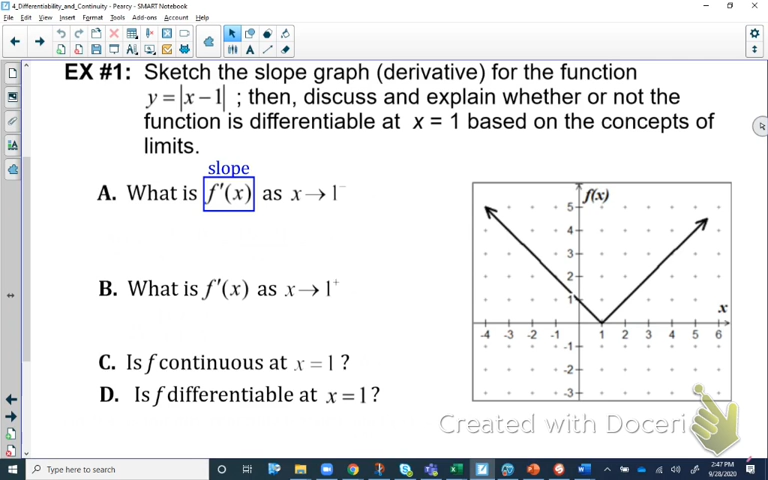 4_Differentiability_and_Continuity - Pearcy - SMART Notebook
File Edit View Insert Format Tools Add-ons Account Help
EX #1: Sketch the slope graph (derivative) for the function
y = |x − 1| ; then, discuss and explain whether or not the
function is differentiable at x = 1 based on the concepts of
limits.
slope
A. What is f′(x) as x → 1⁻
B. What is f′(x) as x → 1⁺
C. Is f continuous at x = 1 ?
D. Is f differentiable at x = 1?
f(x)
5
4
3
2
1
x
-4 -3 -2 -1 1 2 3 4 5 6
-1
-2
-3
Created with Doceri
Type here to search
2:47 PM
9/28/2020